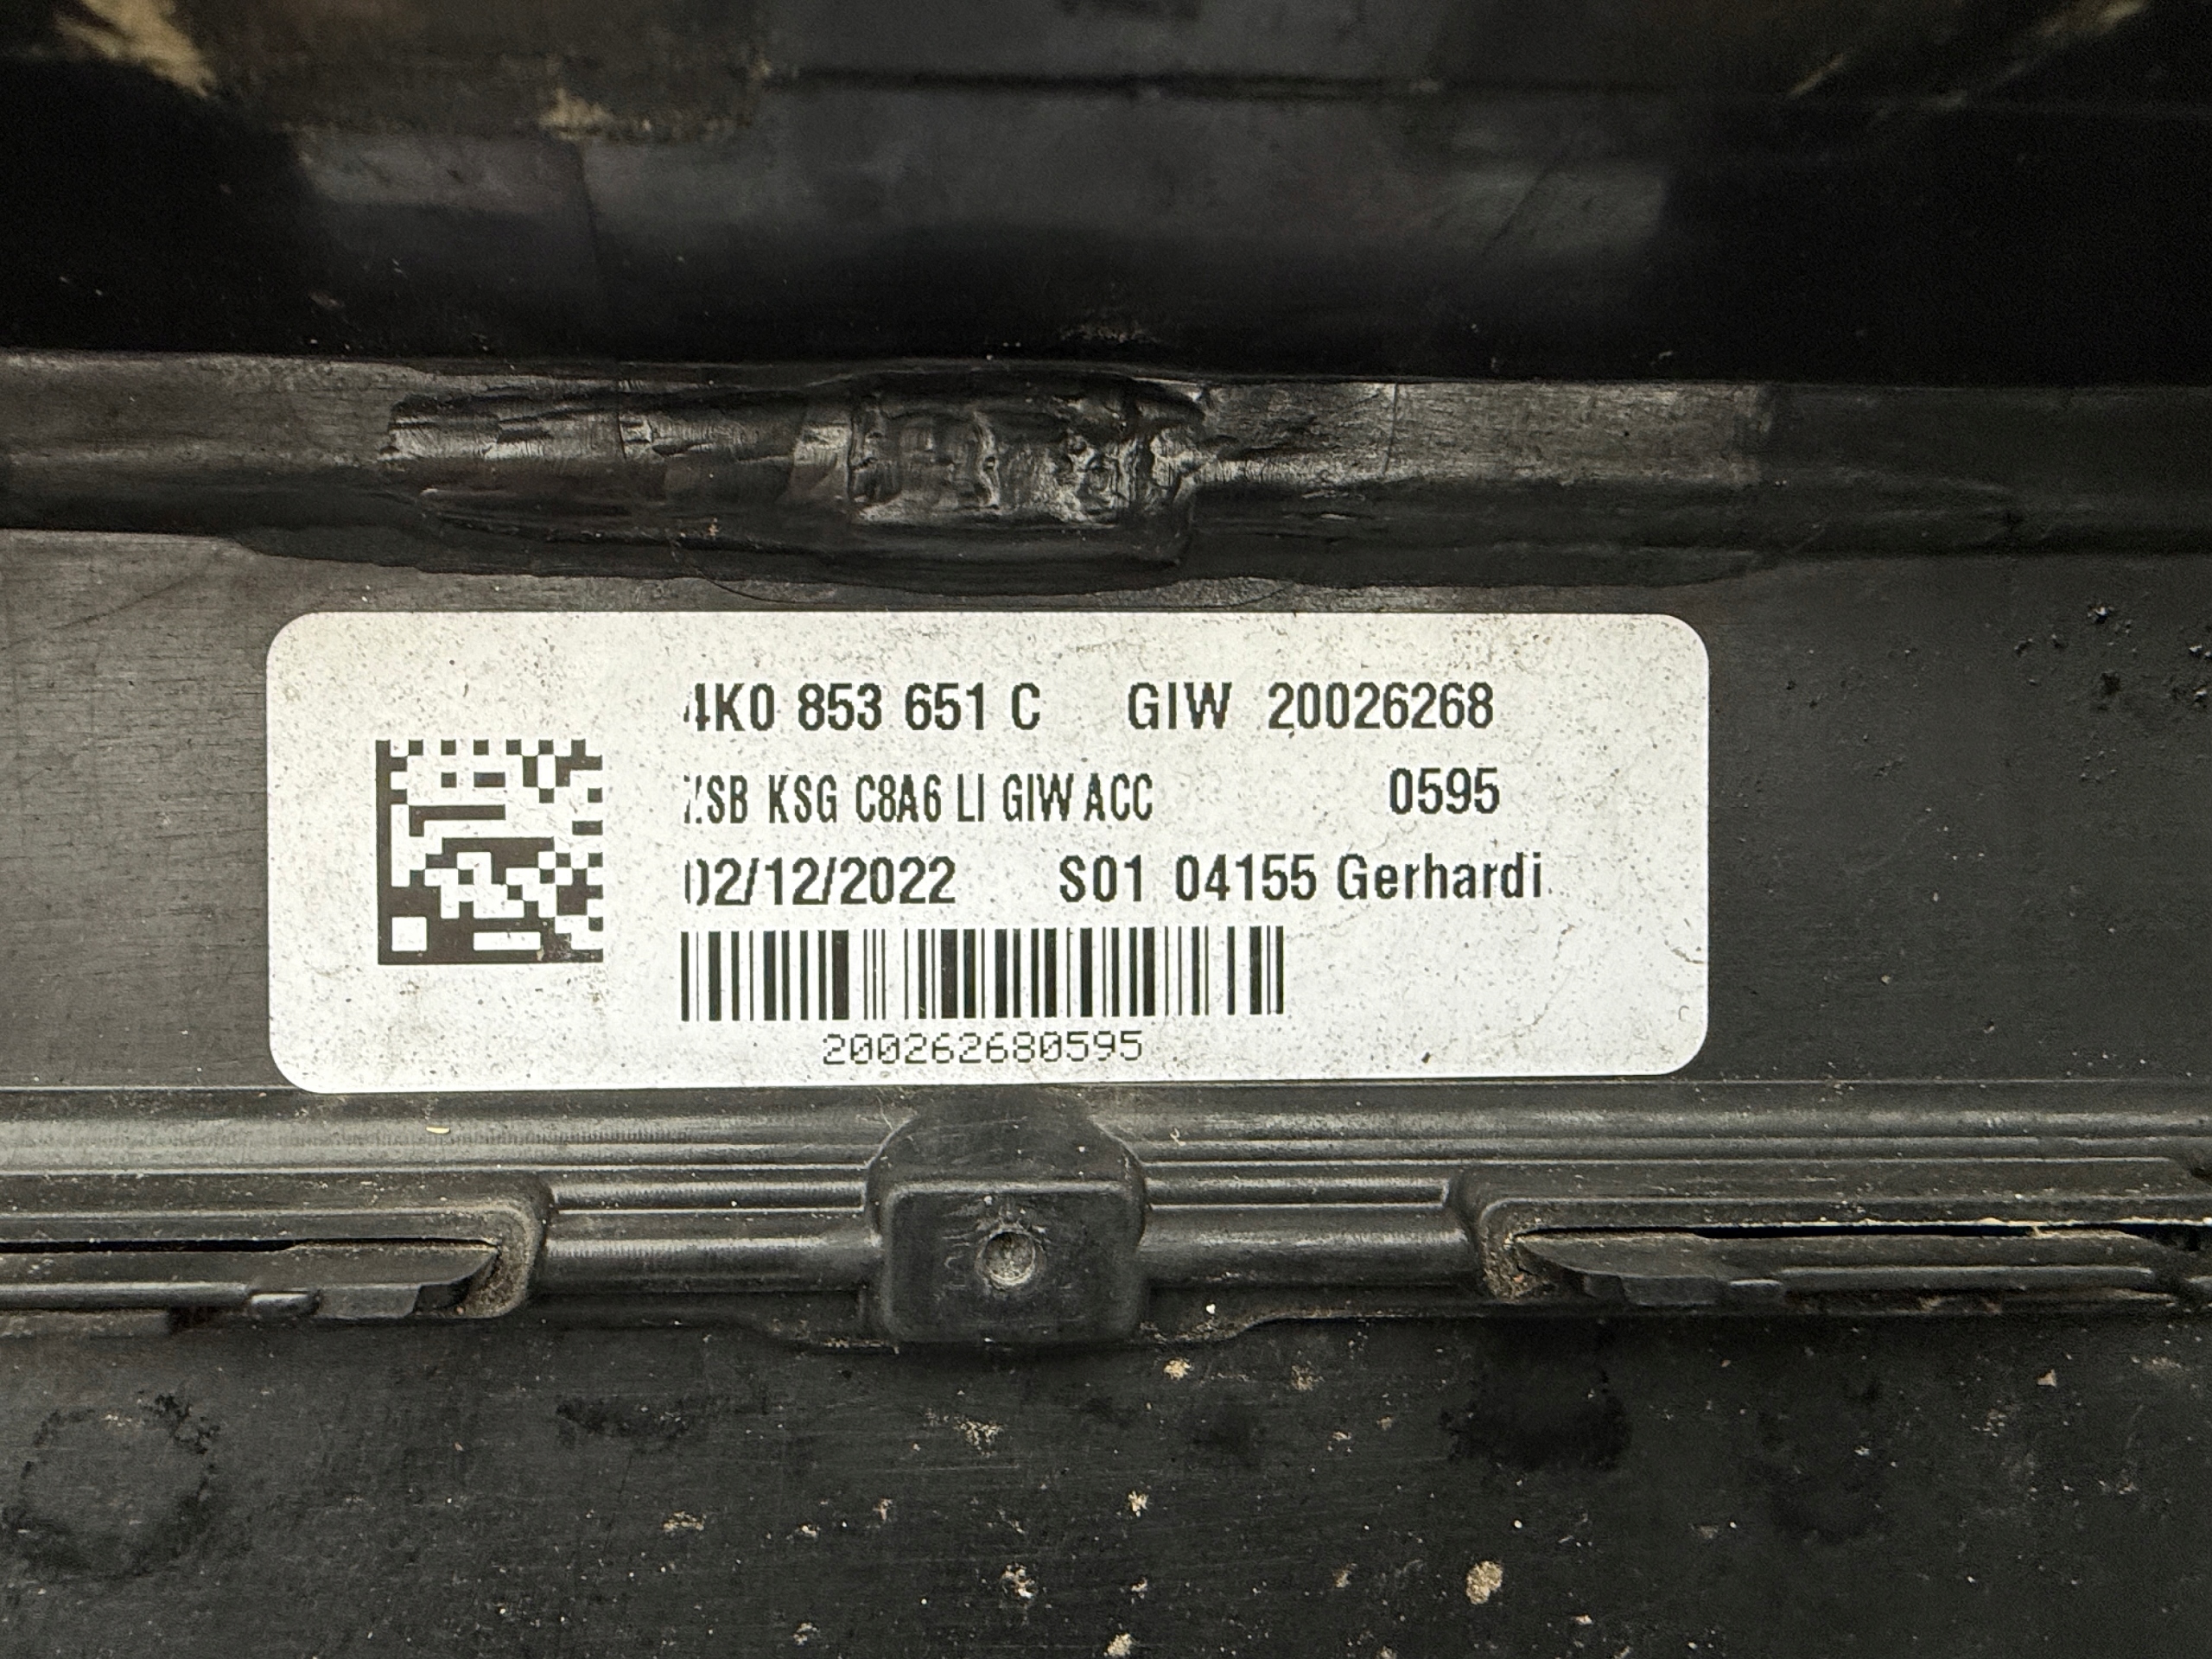 4K0 853 651 C GIW 20026268
ZSB KSG C8A6 LI GIW ACC 0595
02/12/2022 S01 04155 Gerhardi
200262680595